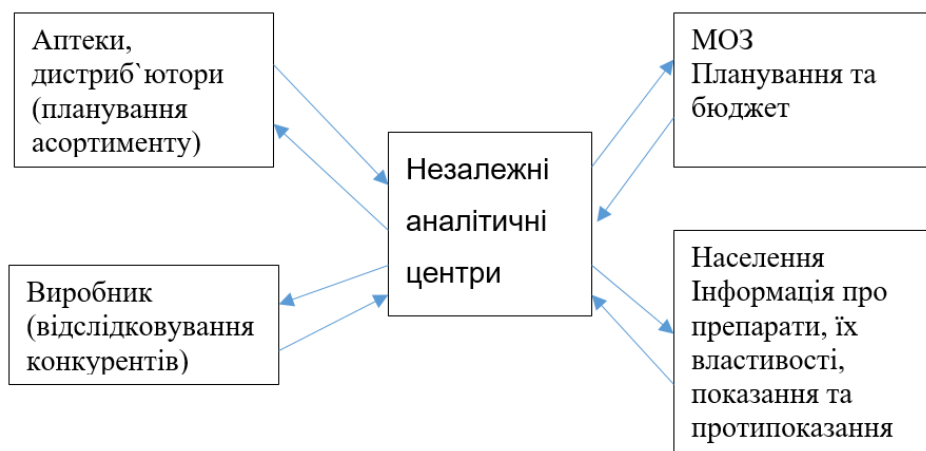 Аптеки,
дистриб`ютори
(планування
асортименту)
МОЗ
Планування та
бюджет
Незалежні
аналітичні
центри
Виробник
(відслідковування
конкурентів)
Населення
Інформація про
препарати, їх
властивості,
показання та
протипоказання